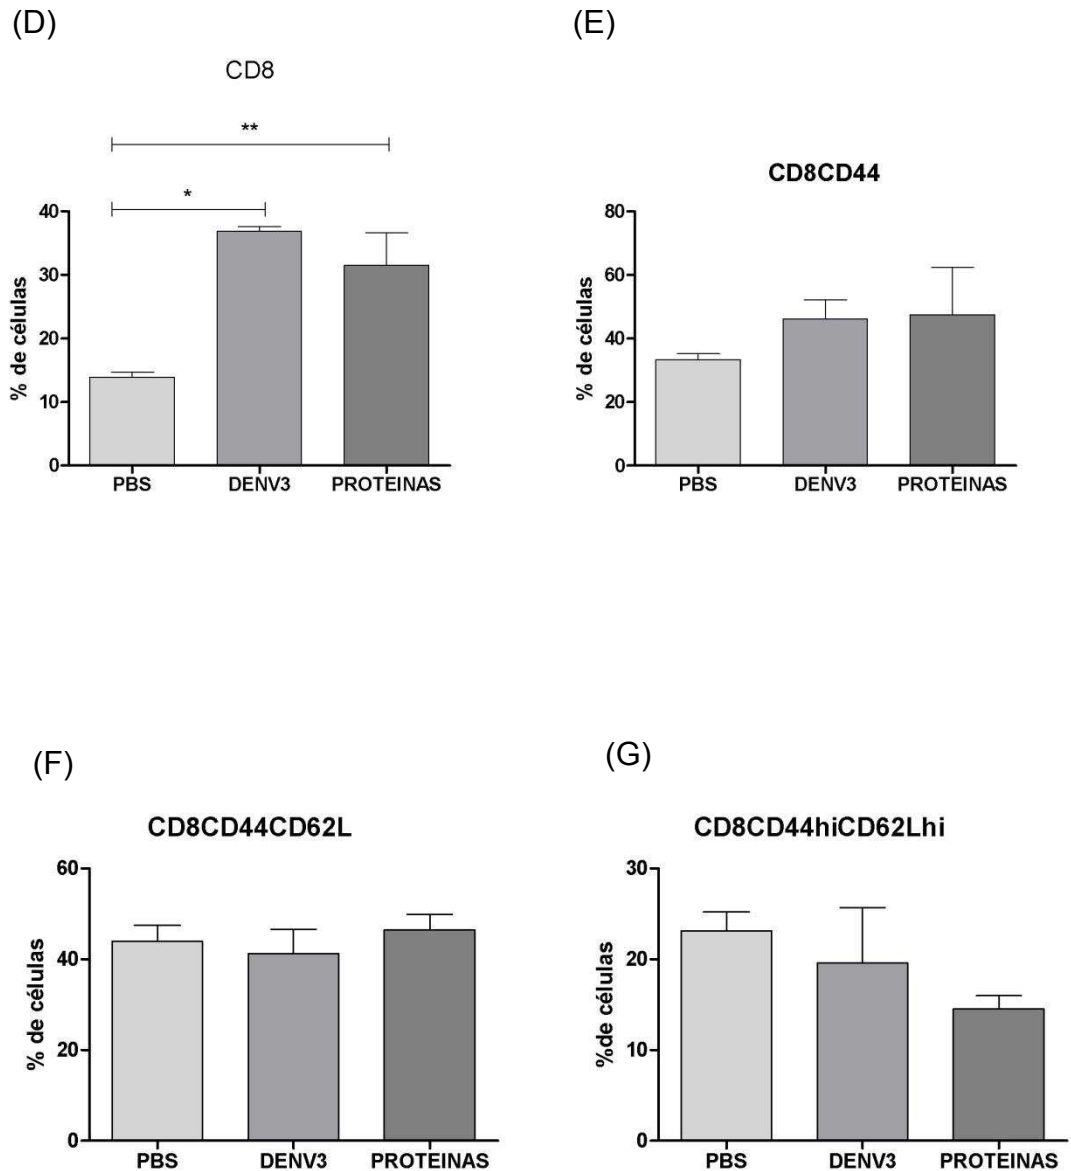 (D)
CD8
**
*
40
30
20
10
0
% de células
PBS DENV3 PROTEINAS
(E)
CD8CD44
80
60
40
20
0
% de células
PBS DENV3 PROTEINAS
(F)
CD8CD44CD62L
60
40
20
0
% de células
PBS DENV3 PROTEINAS
(G)
CD8CD44hiCD62Lhi
30
20
10
0
%de células
PBS DENV3 PROTEINAS